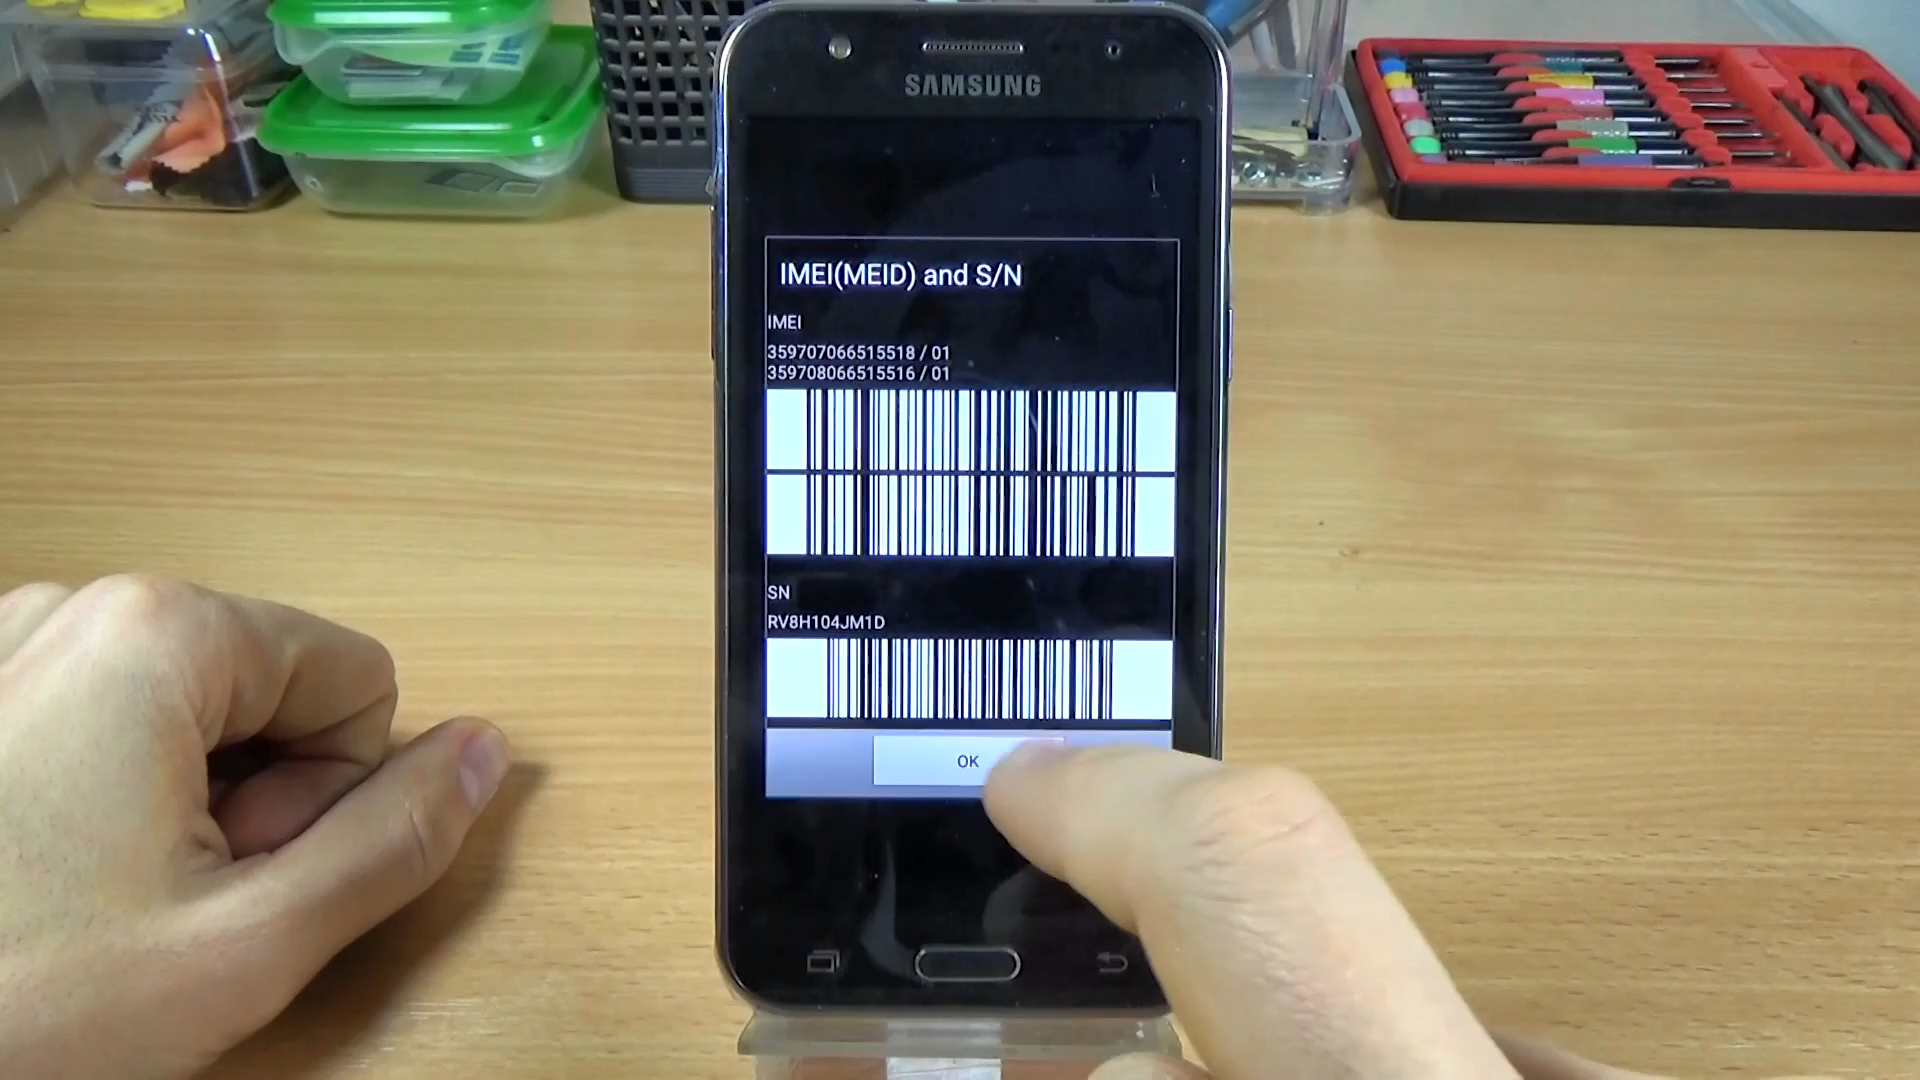 SAMSUNG
IMEI(MEID) and S/N
IMEI
359707066515518 / 01
359708066515516 / 01
SN
RV8H104JM1D
OK